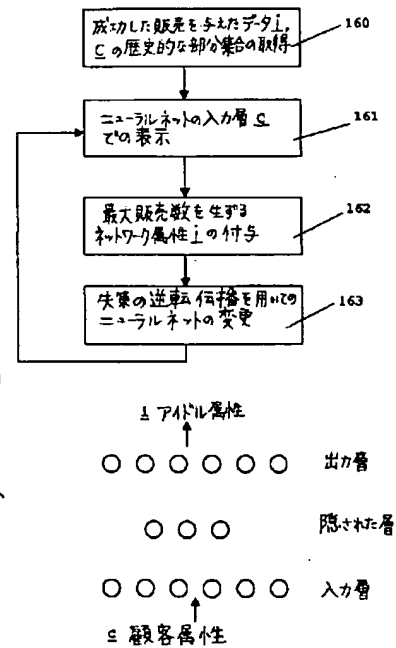 成功した販売を与えたデータi,
cの歴史的な部分集合の取得
160
ニューラルネットの入力層c
での表示
161
最大販売数を生ずる
ネットワーク属性iの付与
162
失策の逆転伝播を用いての
ニューラルネットの変更
163
i アイドル属性
出力層
隠された層
入力層
c 顧客属性